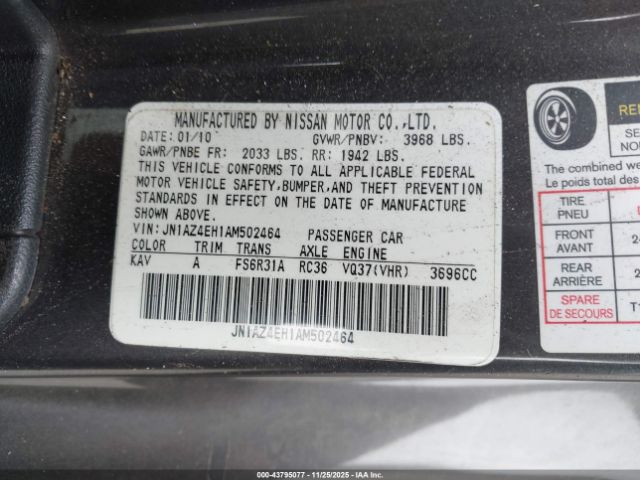 MANUFACTURED BY NISSAN MOTOR CO.,LTD.
DATE: 01/10 GVWR/PNBV: 3968 LBS.
GAWR/PNBE FR: 2033 LBS. RR: 1942 LBS.
THIS VEHICLE CONFORMS TO ALL APPLICABLE FEDERAL
MOTOR VEHICLE SAFETY,BUMPER,AND THEFT PREVENTION
STANDARDS IN EFFECT ON THE DATE OF MANUFACTURE
SHOWN ABOVE.
VIN: JN1AZ4EH1AM502464 PASSENGER CAR
COLOR TRIM TRANS AXLE ENGINE
KAV A FS6R31A RC36 VQ37(VHR) 3696CC
JN1AZ4EH1AM502464
The combined w
Le poids total des
TIRE
PNEU
FRONT
AVANT
REAR
ARRIÈRE
SPARE
DE SECOURS
T1
000-43795077 - 11/25/2025 - IAAI.COM